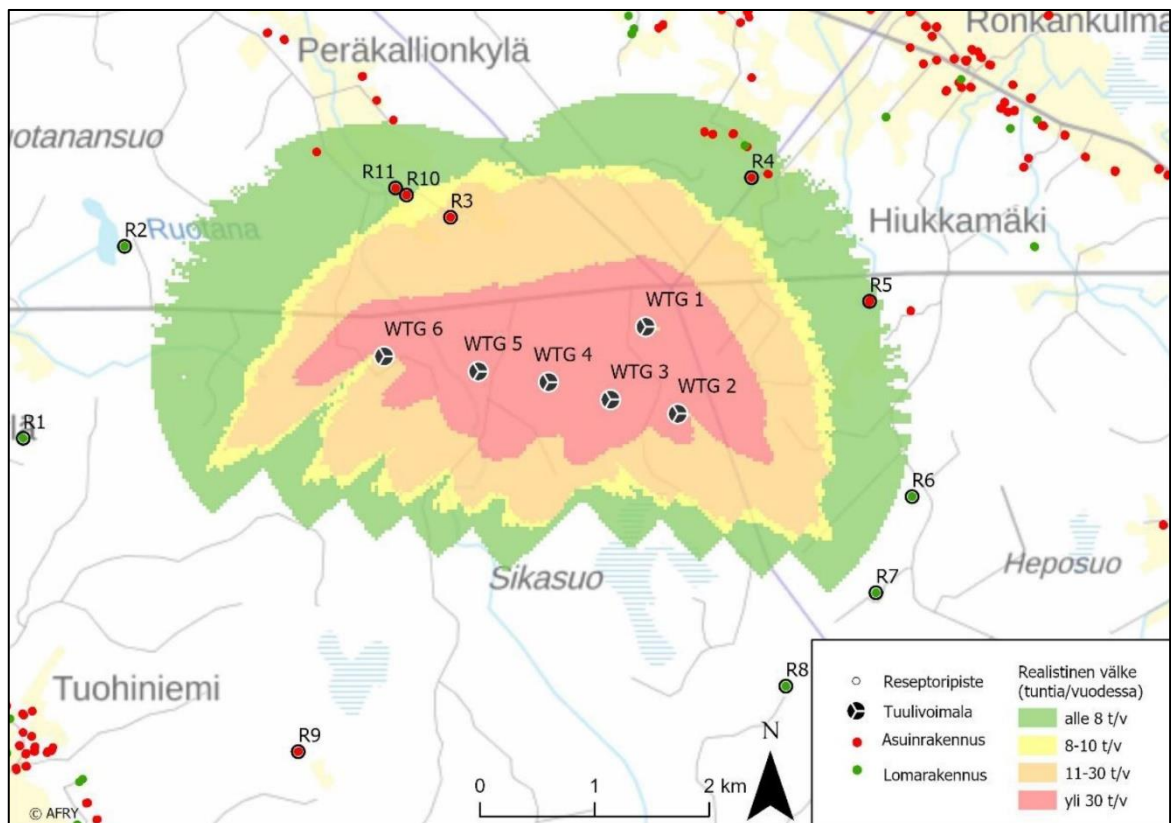 Ronkankulma
Peräkallionkylä
uotanansuo
R11
R10
R4
R3
Hiukkamäki
R2
Ruotana
R5
WTG 1
WTG 6
WTG 5
WTG 4
WTG 3
WTG 2
R1
lä
R6
Sikasuo
Heposuo
R7
Tuohiniemi
R8
R9
N
0 1 2 km
Reseptoripiste
Tuulivoimala
Asuinrakennus
Lomarakennus
Realistinen välke
(tuntia/vuodessa)
alle 8 t/v
8-10 t/v
11-30 t/v
yli 30 t/v
© AFRY